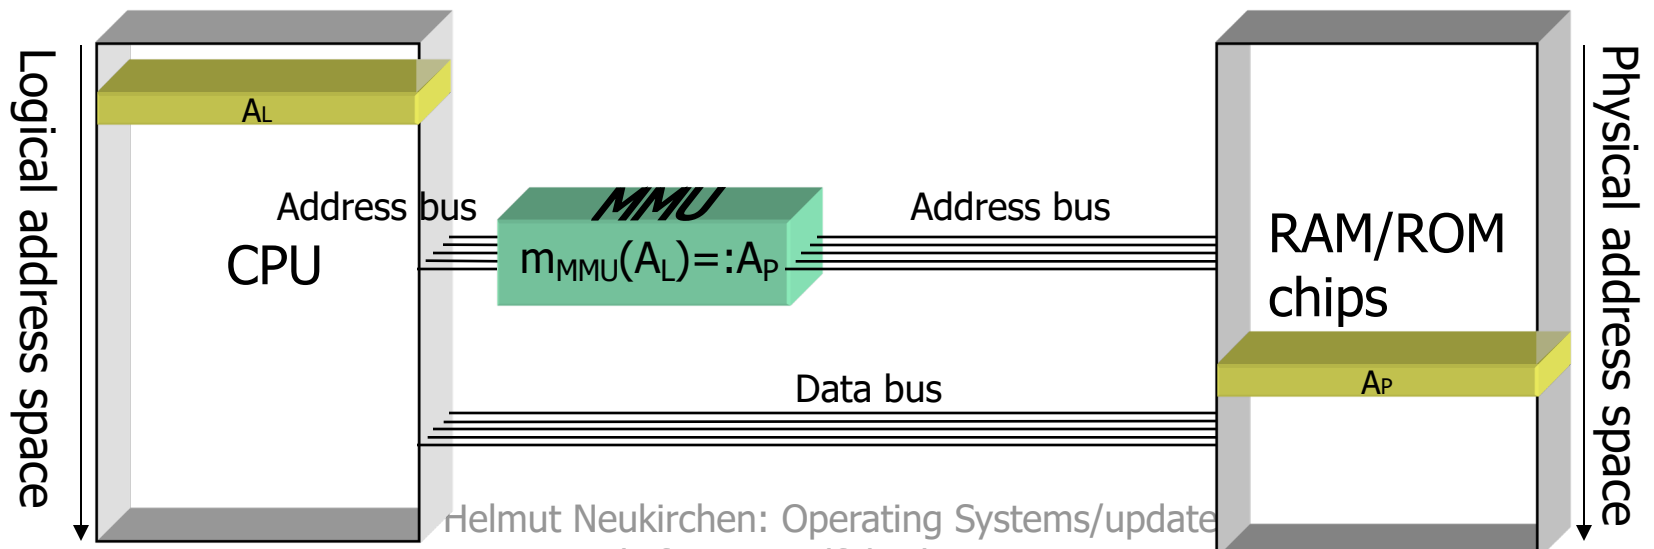 Logical address space
AL
Address bus
CPU
MMU
mMMU(AL)=:AP
Address bus
RAM/ROM
chips
AP
Physical address space
Data bus
Helmut Neukirchen: Operating Systems/update